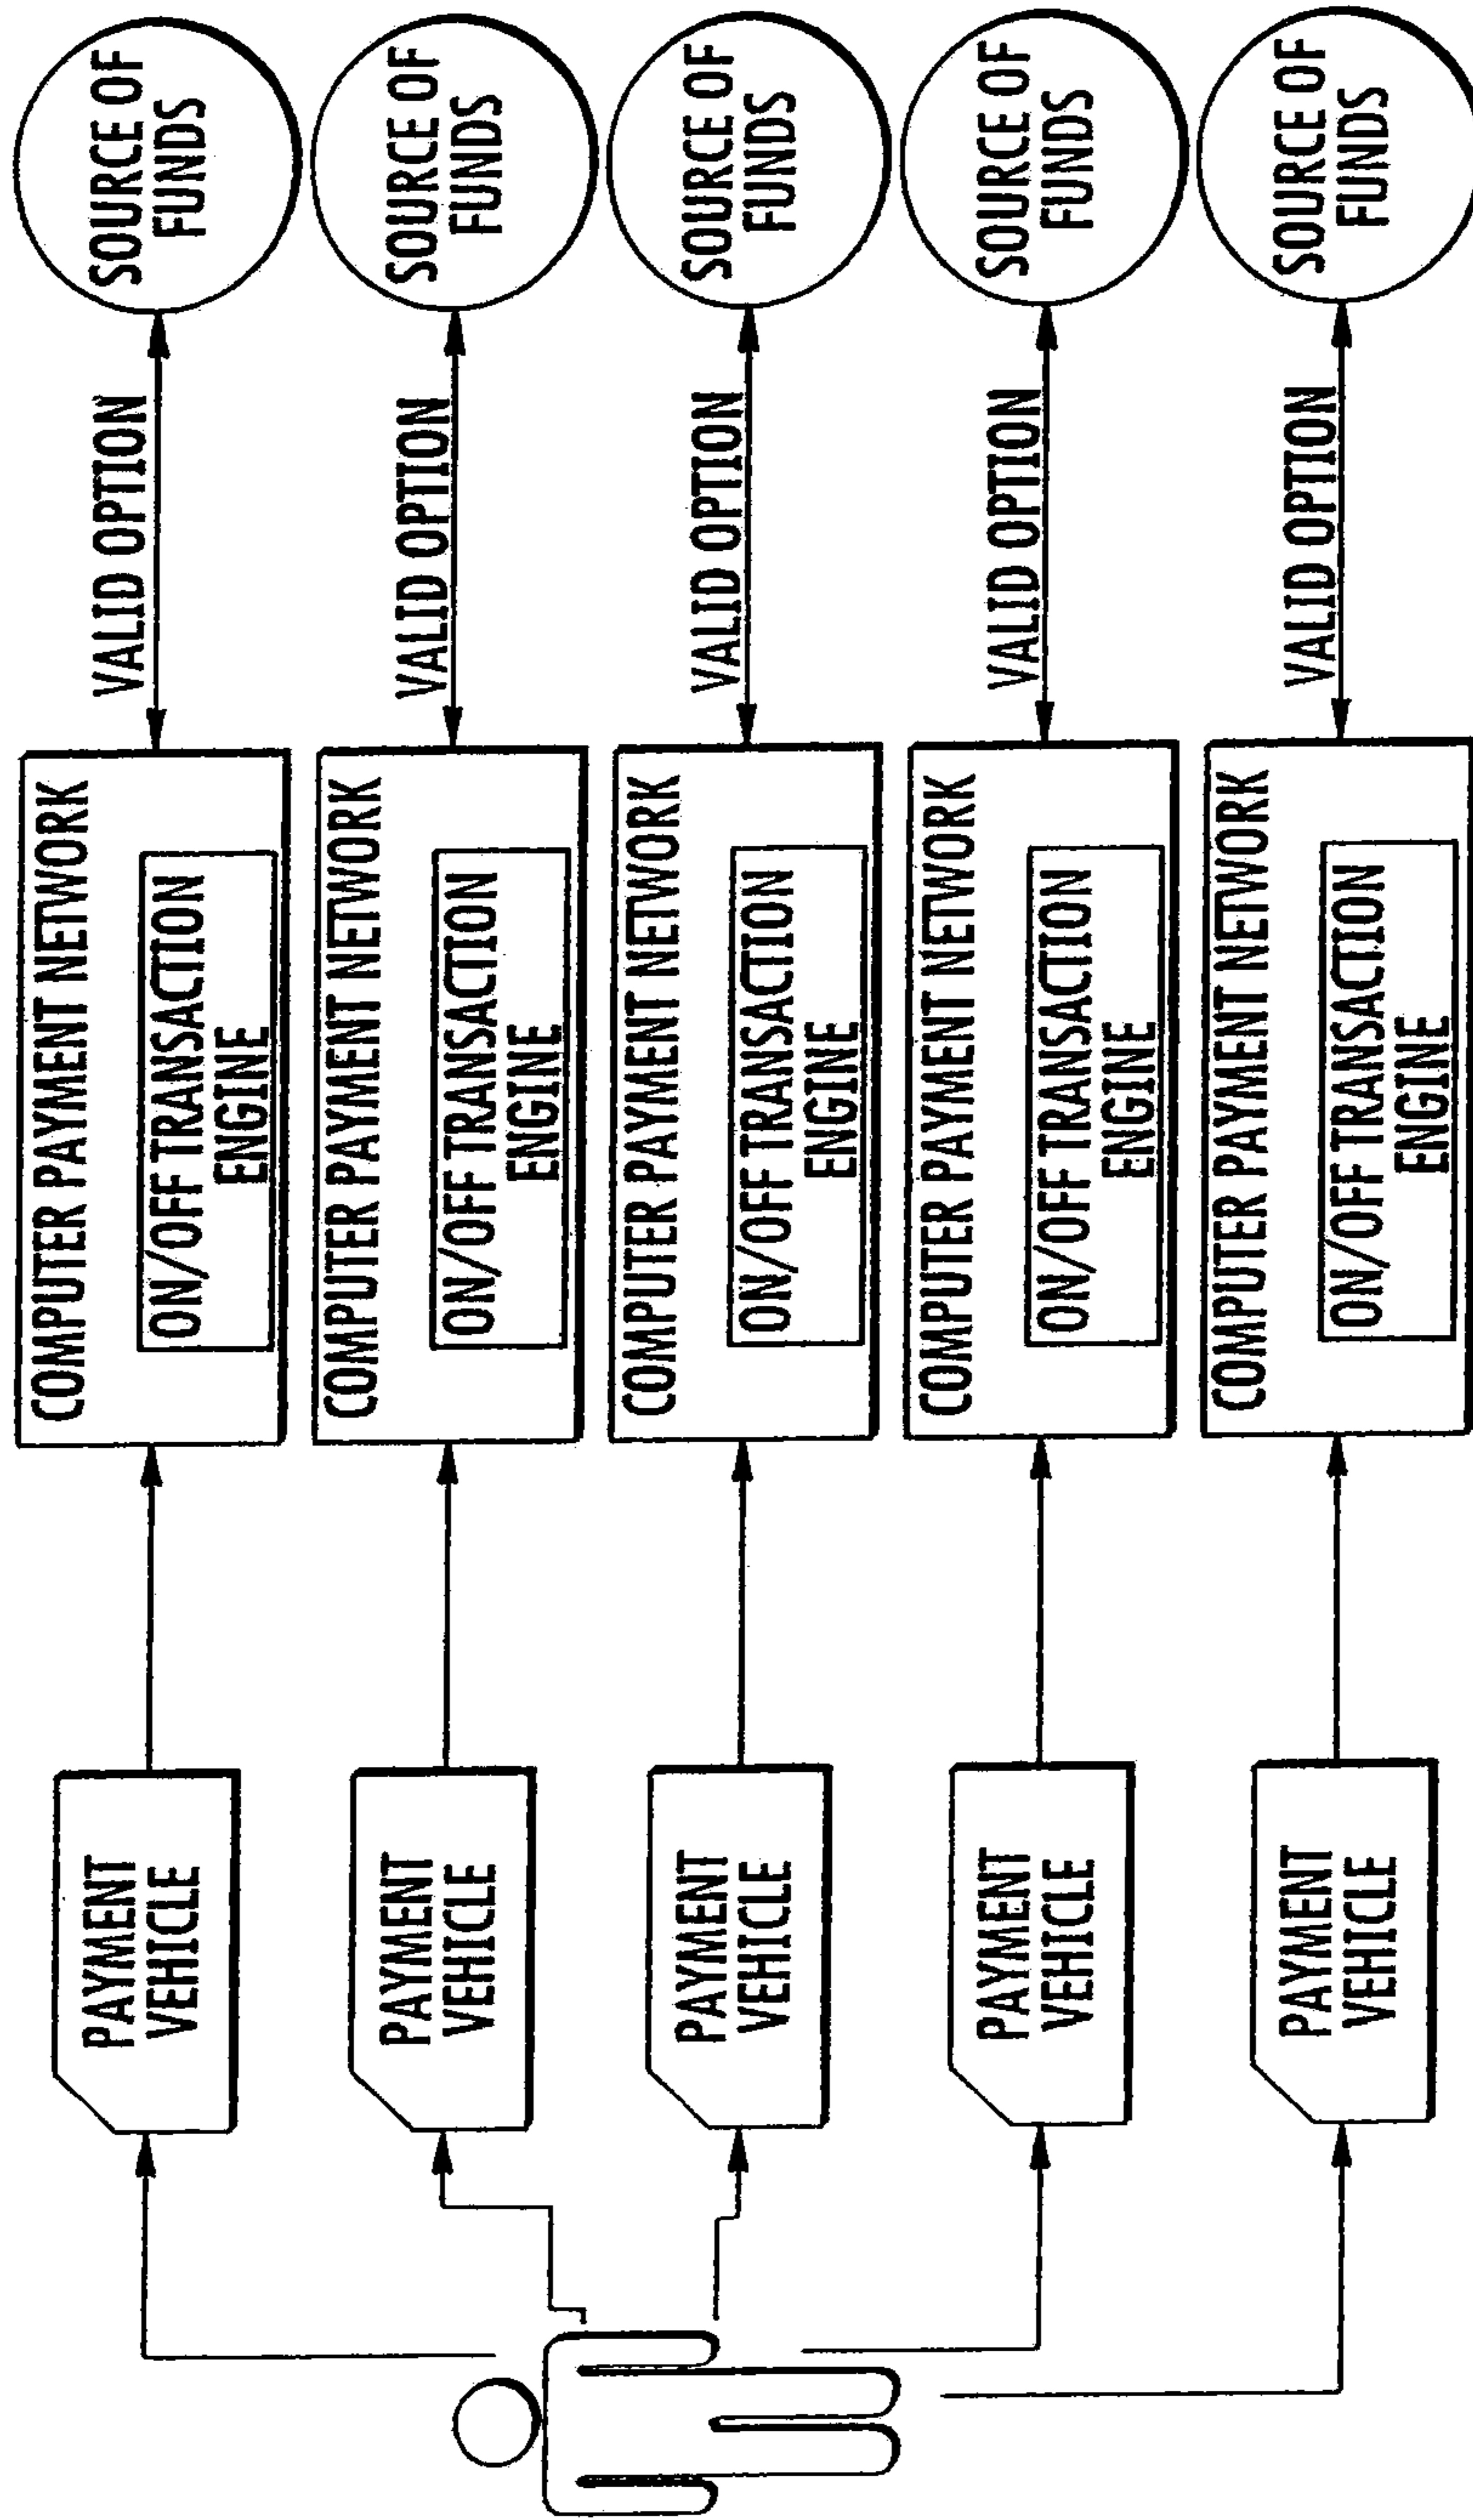 PAYMENT
VEHICLE
COMPUTER PAYMENT NETWORK
ON/OFF TRANSACTION
ENGINE
VALID OPTION
SOURCE OF
FUNDS
PAYMENT
VEHICLE
COMPUTER PAYMENT NETWORK
ON/OFF TRANSACTION
ENGINE
VALID OPTION
SOURCE OF
FUNDS
PAYMENT
VEHICLE
COMPUTER PAYMENT NETWORK
ON/OFF TRANSACTION
ENGINE
VALID OPTION
SOURCE OF
FUNDS
PAYMENT
VEHICLE
COMPUTER PAYMENT NETWORK
ON/OFF TRANSACTION
ENGINE
VALID OPTION
SOURCE OF
FUNDS
PAYMENT
VEHICLE
COMPUTER PAYMENT NETWORK
ON/OFF TRANSACTION
ENGINE
VALID OPTION
SOURCE OF
FUNDS